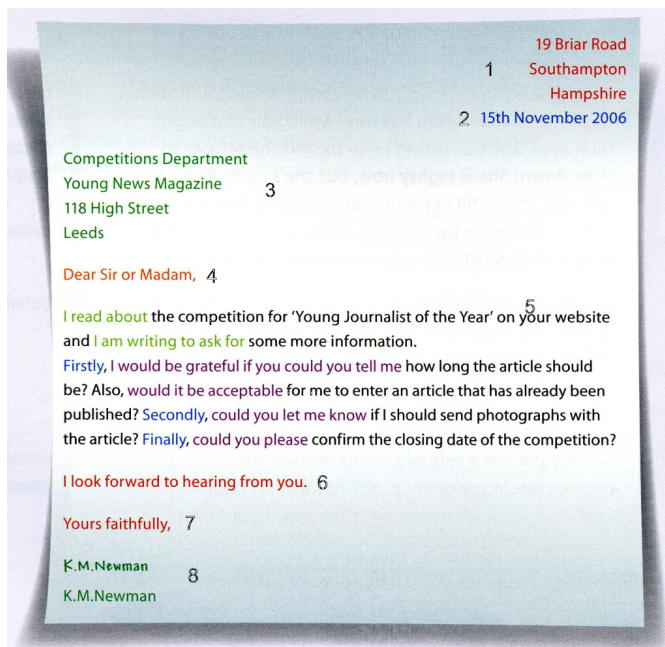 19 Briar Road
1 Southampton
Hampshire
2 15th November 2006
Competitions Department
Young News Magazine
3
118 High Street
Leeds
Dear Sir or Madam, 4
5
I read about the competition for ‘Young Journalist of the Year’ on your website
and I am writing to ask for some more information.
Firstly, I would be grateful if you could you tell me how long the article should
be? Also, would it be acceptable for me to enter an article that has already been
published? Secondly, could you let me know if I should send photographs with
the article? Finally, could you please confirm the closing date of the competition?
I look forward to hearing from you. 6
Yours faithfully, 7
K.M.Newman
8
K.M.Newman